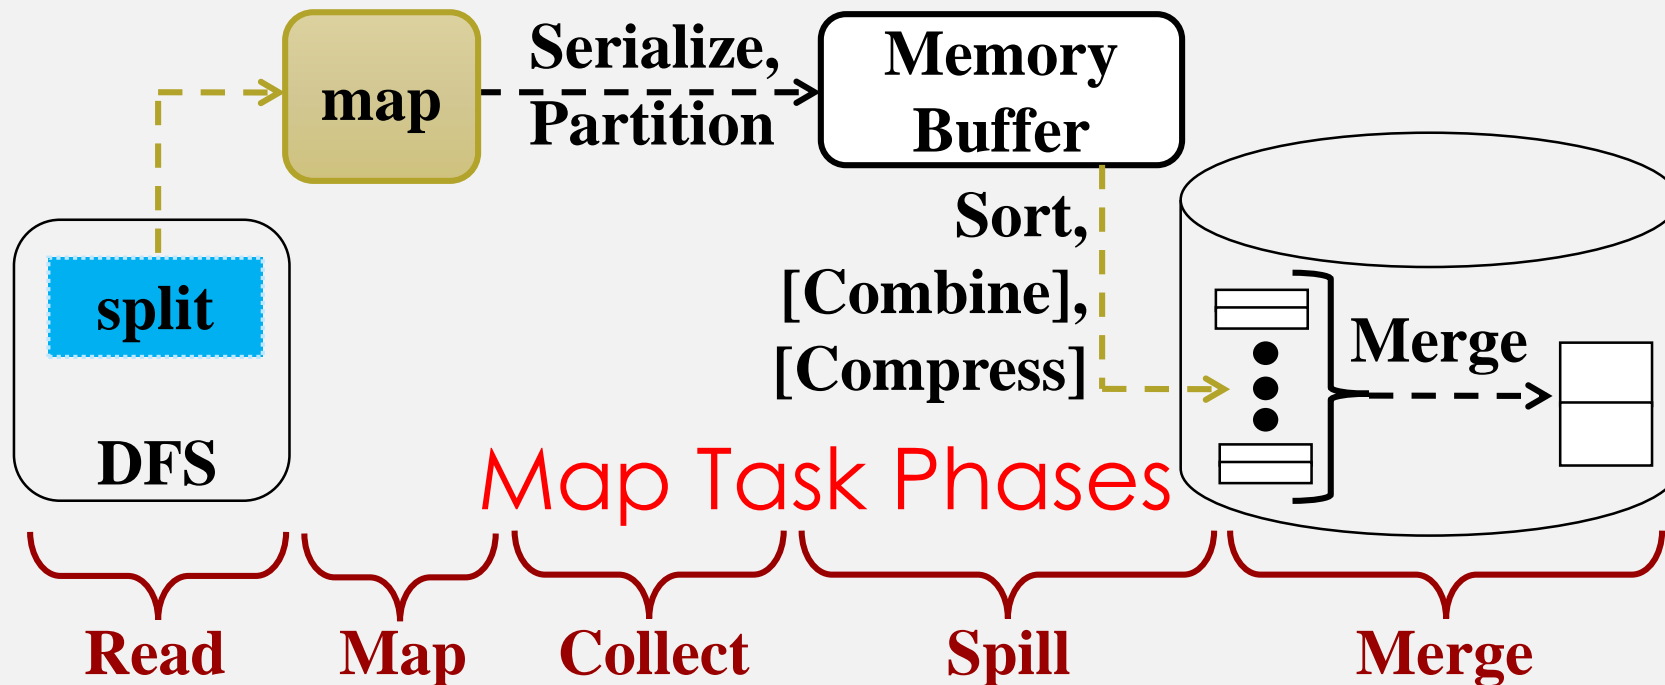 map
Serialize,
Partition
Memory
Buffer
split
DFS
Sort,
[Combine],
[Compress]
Merge
Map Task Phases
Read
Map
Collect
Spill
Merge